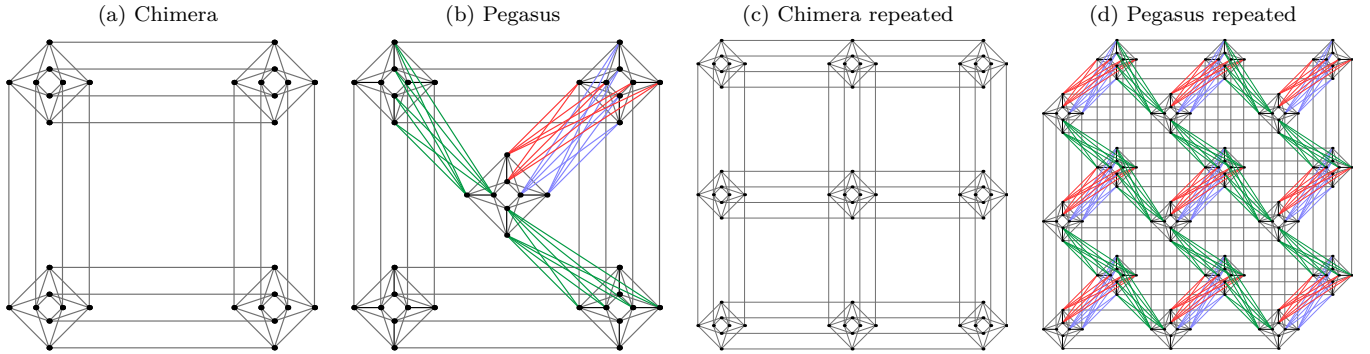 (a) Chimera
(b) Pegasus
(c) Chimera repeated
(d) Pegasus repeated